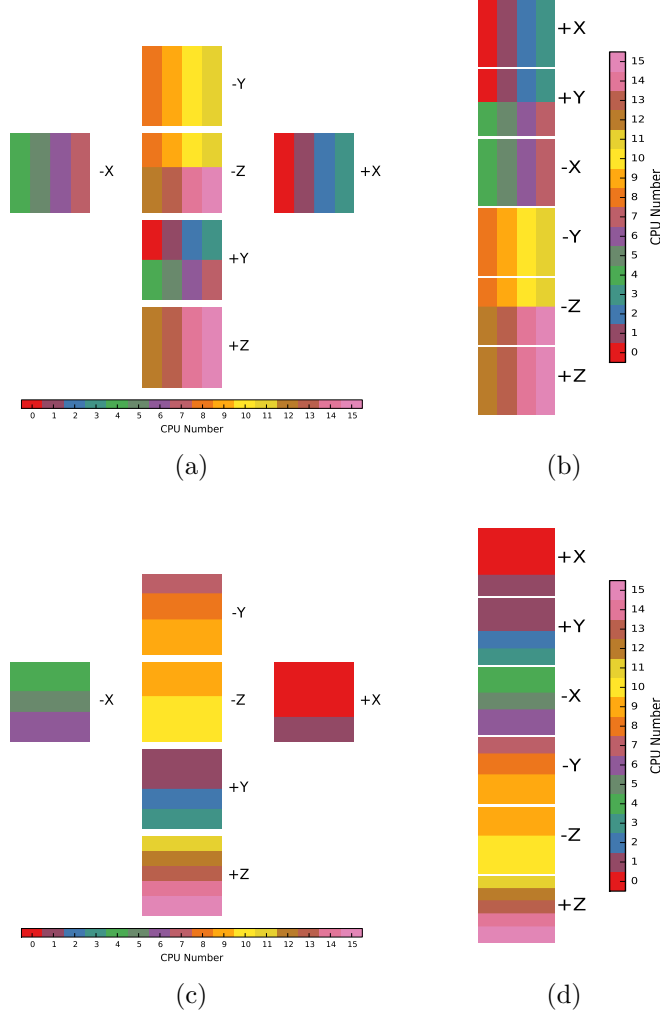 -Y
-X
-Z
+X
+Y
+Z
0 1 2 3 4 5 6 7 8 9 10 11 12 13 14 15
CPU Number
(a)
+X
+Y
-X
-Y
-Z
+Z
15
14
13
12
11
10
9
8
7
6
5
4
3
2
1
0
CPU Number
(b)
-Y
-X
-Z
+X
+Y
+Z
0 1 2 3 4 5 6 7 8 9 10 11 12 13 14 15
CPU Number
(c)
+X
+Y
-X
-Y
-Z
+Z
15
14
13
12
11
10
9
8
7
6
5
4
3
2
1
0
CPU Number
(d)